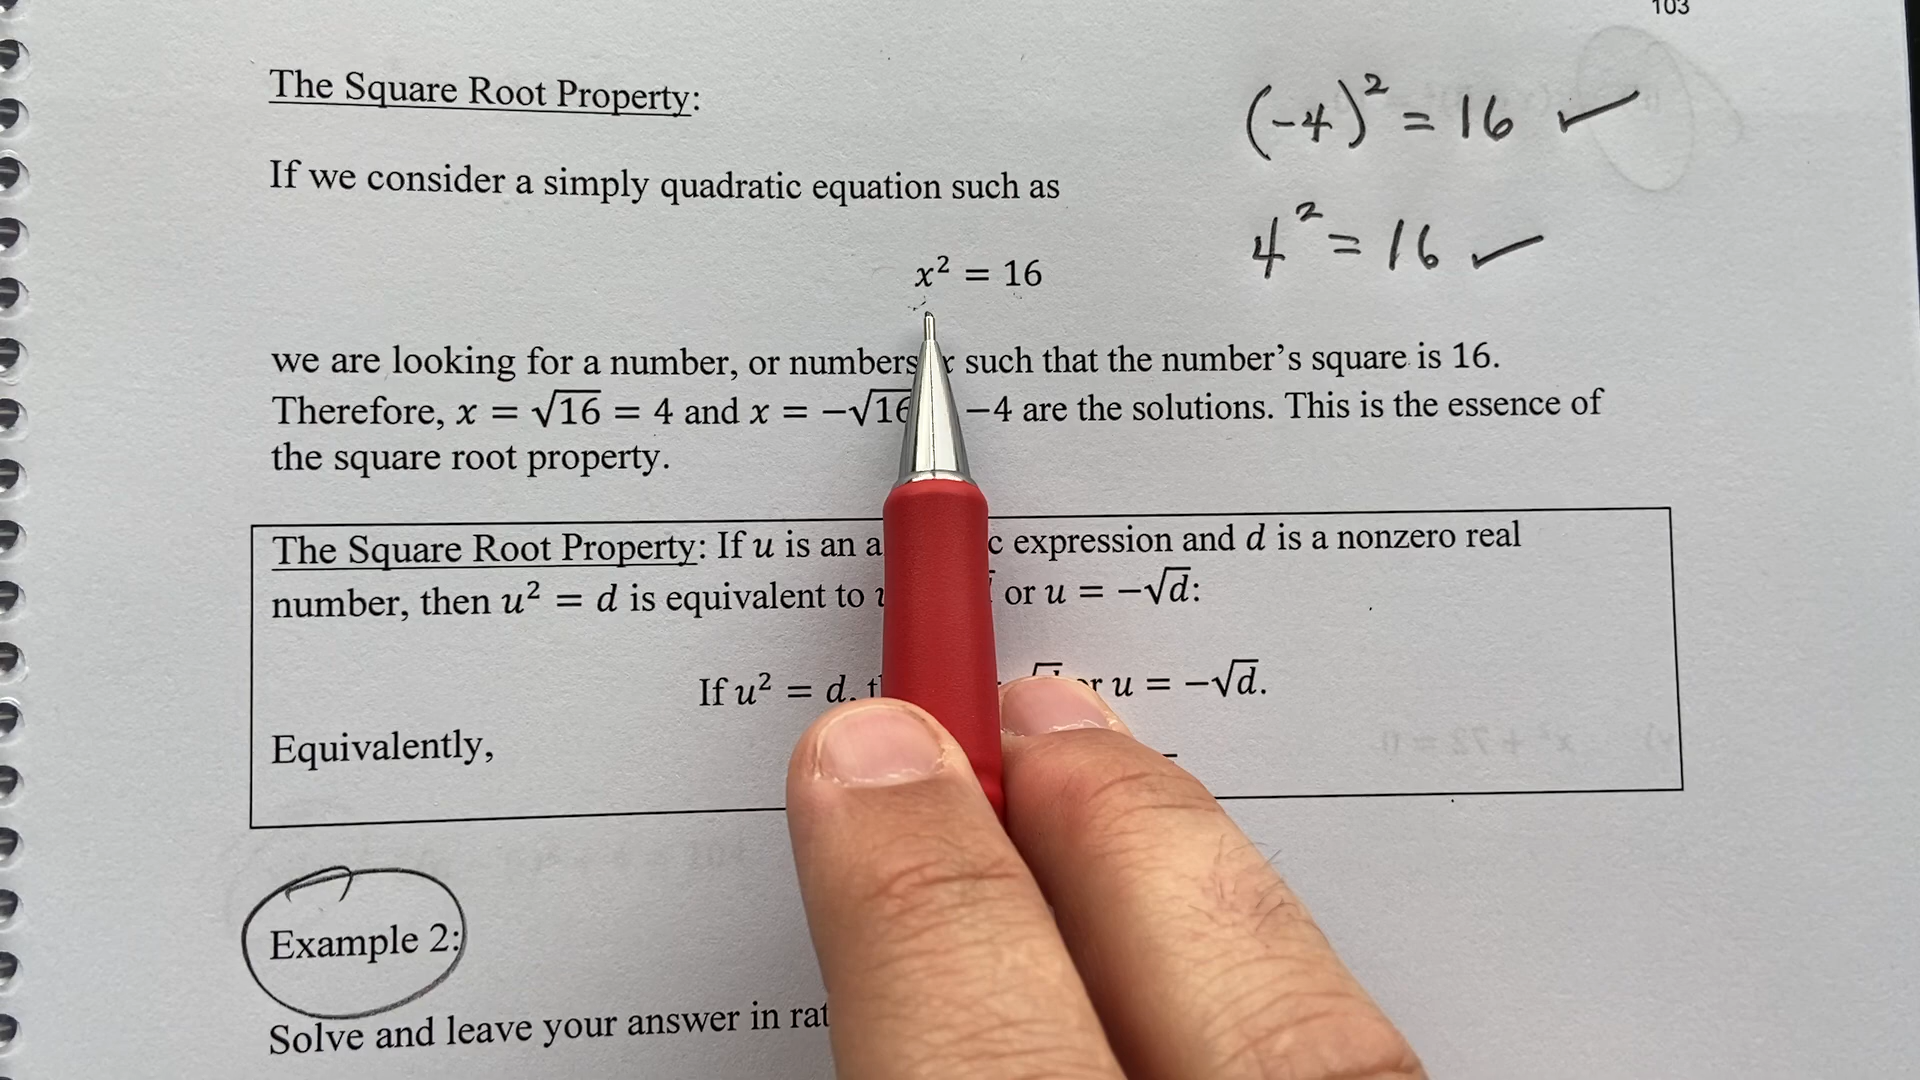 103
The Square Root Property:
(-4)² = 16 ✓
If we consider a simply quadratic equation such as
4² = 16 ✓
x² = 16
we are looking for a number, or numbers such that the number’s square is 16.
Therefore, x = √16 = 4 and x = −√16 −4 are the solutions. This is the essence of
the square root property.
The Square Root Property: If u is an expression and d is a nonzero real
number, then u² = d is equivalent to or u = −√d:
If u² = d, u = −√d.
Equivalently,
Example 2:
Solve and leave your answer in